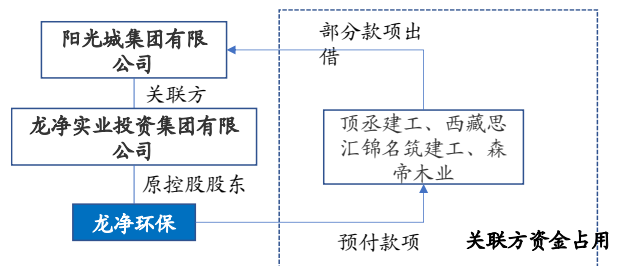 阳光城集团有限
公司
部分款项出
借
关联方
龙净实业投资集团有限
公司
顶丞建工、西藏思
汇锦名筑建工、森
帝木业
原控股股东
龙净环保
预付款项
关联方资金占用